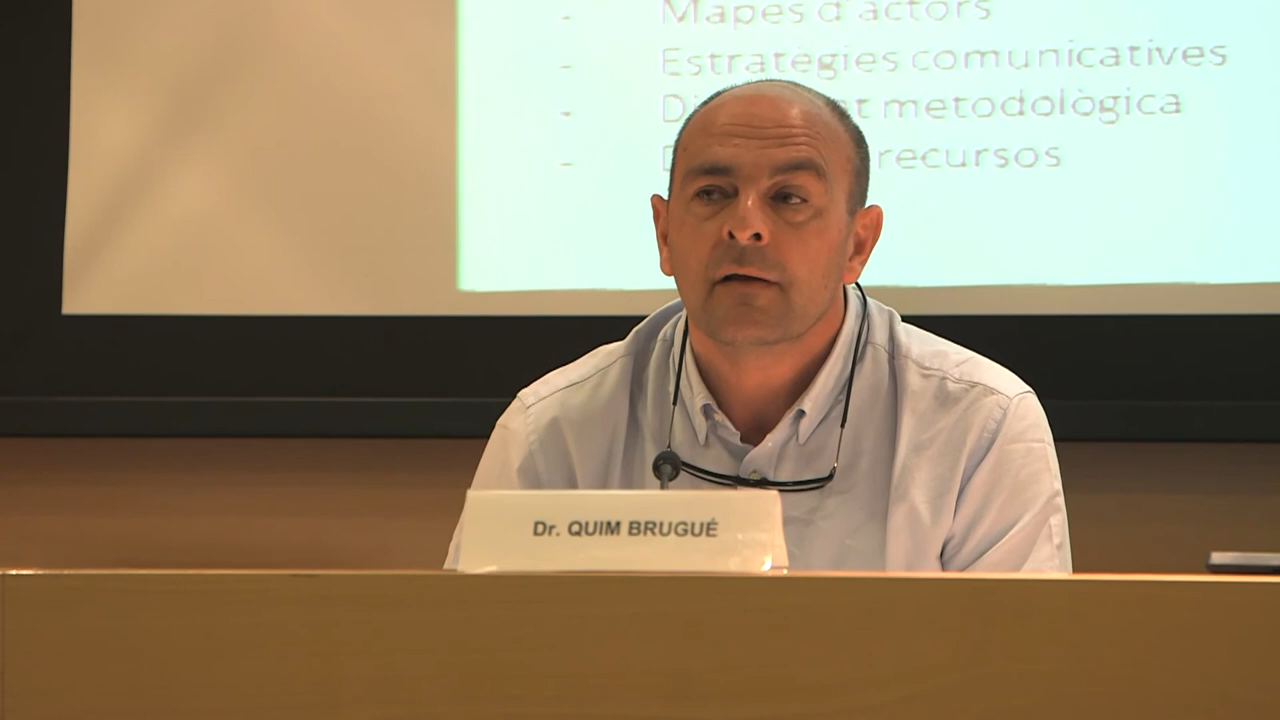 - Mapes d'actors
- Estratègies comunicatives
- metodològica
- recursos
Dr. QUIM BRUGUÉ